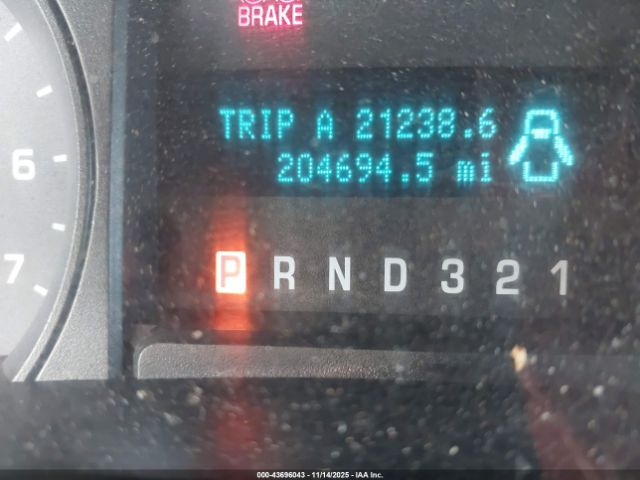 BRAKE
TRIP A 21238.6
204694.5 mi
6
P R N D 3 2 1
7
000-43696043 - 11/14/2025 - IAA Inc.